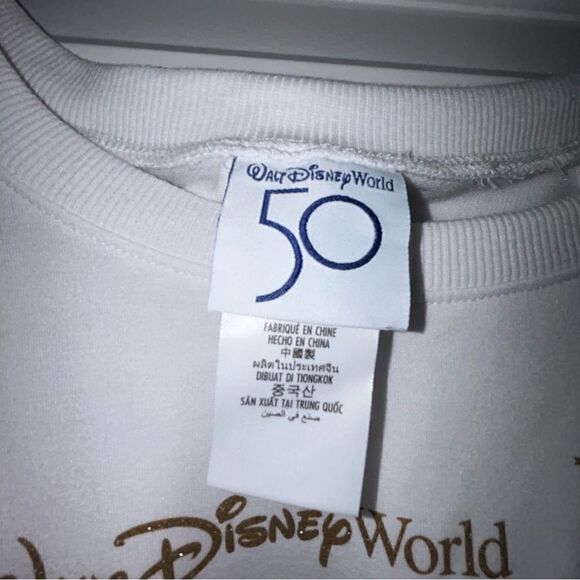 WALT DISNEY World
50
FABRIQUÉ EN CHINE
HECHO EN CHINA
中國製
ผลิตในประเทศจีน
DIBUAT DI TIONGKOK
중국산
SẢN XUẤT TẠI TRUNG QUỐC
صنع في الصين
WALT DISNEY World